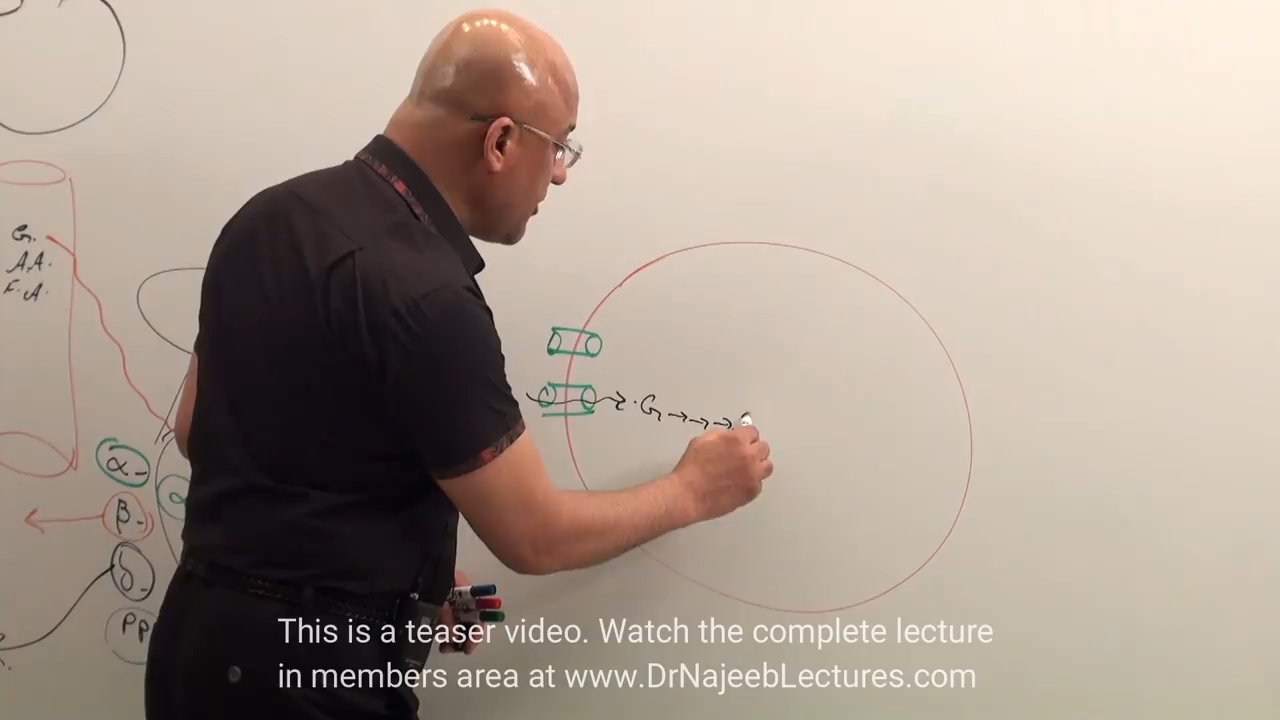 G.
A.A.
F.A.
α-
β-
δ-
PP
α
G
This is a teaser video. Watch the complete lecture
in members area at www.DrNajeebLectures.com